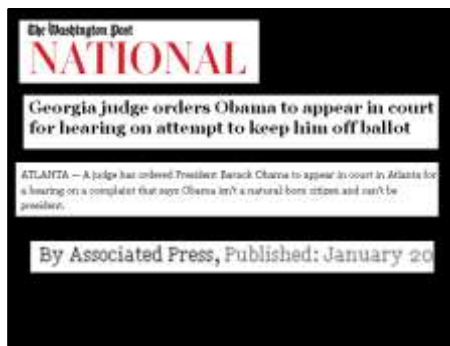 The Washington Post
NATIONAL
Georgia judge orders Obama to appear in court
for hearing on attempt to keep him off ballot
ATLANTA — A judge has ordered President Barack Obama to appear in court in Atlanta for
a hearing on a complaint that says Obama isn't a natural born citizen and can't be
president.
By Associated Press, Published: January 20